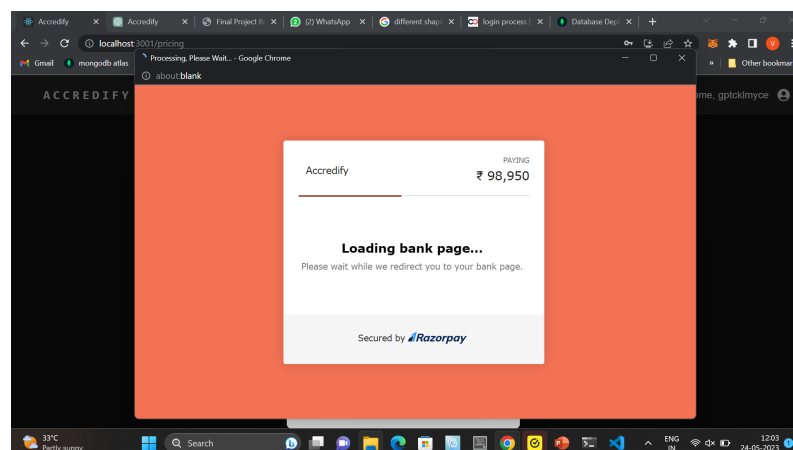 Accredify
Accredify
Final Project R
(2) WhatsApp
different shap
login process |
Database Depl
localhost:3001/pricing
Gmail
mongodb atlas
Processing, Please Wait... - Google Chrome
about:blank
»
Other bookmar
ACCREDIFY
me, gptcklmyce
Accredify
PAYING
₹ 98,950
Loading bank page...
Please wait while we redirect you to your bank page.
Secured by Razorpay
33°C
Partly sunny
Search
ENG
IN
12:03
24-05-2023